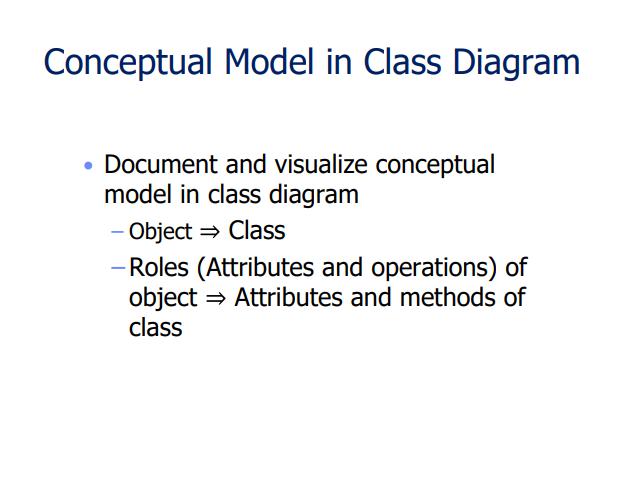 Conceptual Model in Class Diagram
• Document and visualize conceptual
model in class diagram
– Object ⇒ Class
– Roles (Attributes and operations) of
object ⇒ Attributes and methods of
class